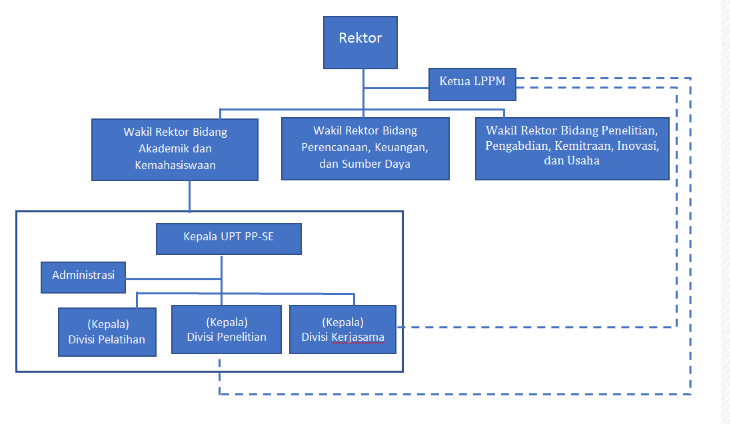 Rektor
Ketua LPPM
Wakil Rektor Bidang
Akademik dan
Kemahasiswaan
Wakil Rektor Bidang
Perencanaan, Keuangan,
dan Sumber Daya
Wakil Rektor Bidang Penelitian,
Pengabdian, Kemitraan, Inovasi,
dan Usaha
Kepala UPT PP-SE
Administrasi
(Kepala)
Divisi Pelatihan
(Kepala)
Divisi Penelitian
(Kepala)
Divisi Kerjasama